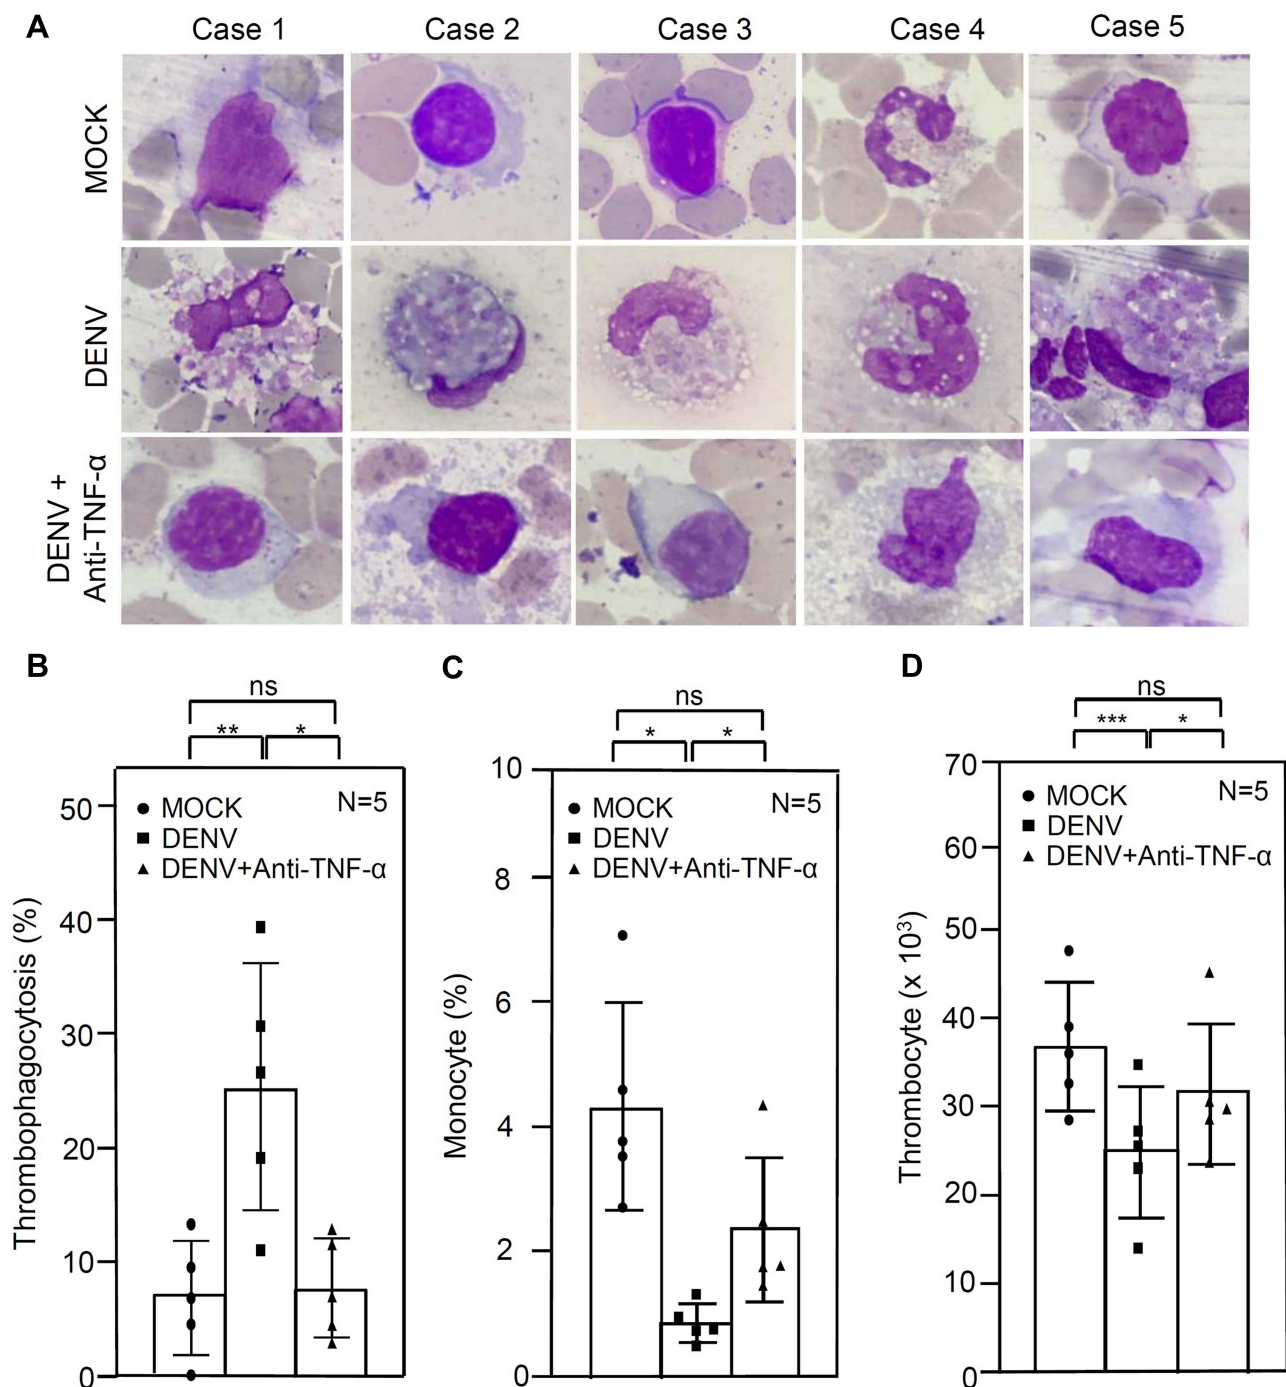 A
Case 1
Case 2
Case 3
Case 4
Case 5
MOCK
DENV
DENV +
Anti-TNF-α
B
ns
**
*
50
40
30
20
10
0
Thrombophagocytosis (%)
N=5
● MOCK
■ DENV
▲ DENV+Anti-TNF-α
C
ns
*
*
10
8
6
4
2
0
Monocyte (%)
N=5
● MOCK
■ DENV
▲ DENV+Anti-TNF-α
D
ns
***
*
70
60
50
40
30
20
10
0
Thrombocyte (x 10³)
N=5
● MOCK
■ DENV
▲ DENV+Anti-TNF-α